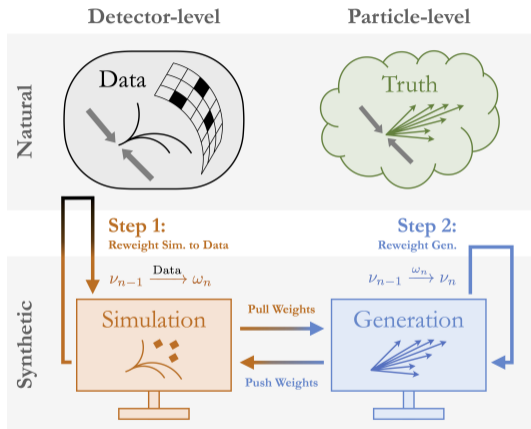 Detector-level Particle-level
Natural
Data
Truth
Step 1:
Reweight Sim. to Data
Step 2:
Reweight Gen.
Synthetic
νₙ₋₁ —Data→ ωₙ
νₙ₋₁ —ωₙ→ νₙ
Simulation
Pull Weights
Generation
Push Weights